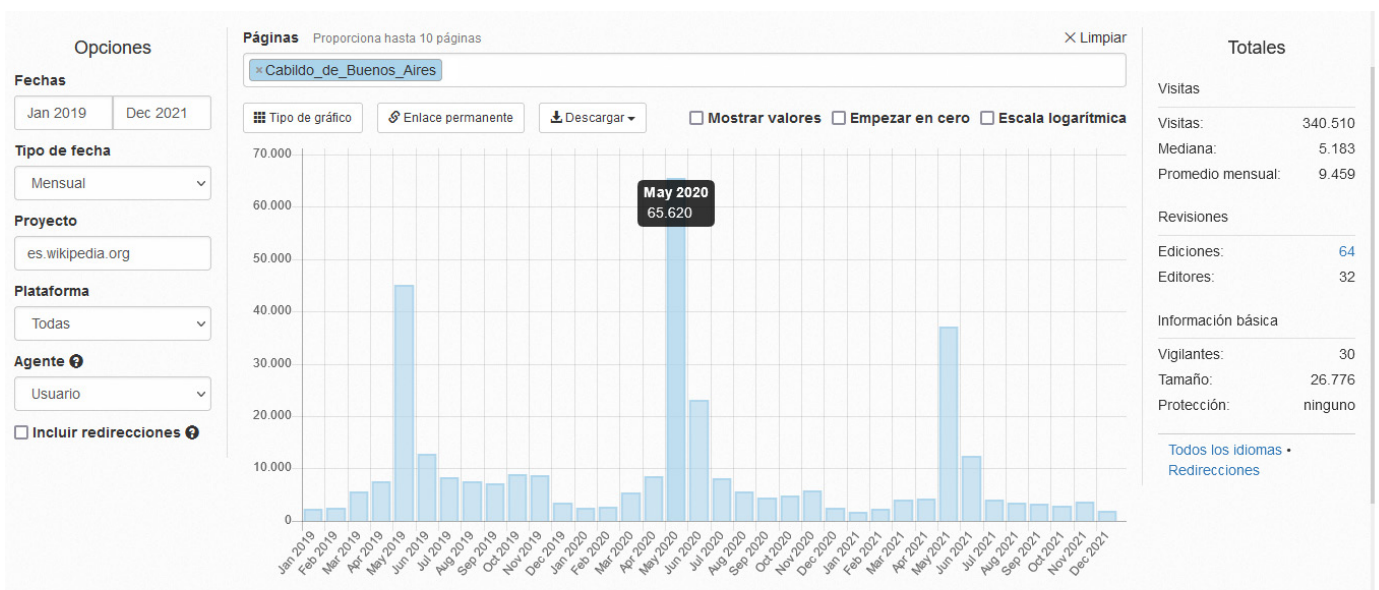 Opciones
Fechas
Jan 2019 Dec 2021
Tipo de fecha
Mensual
Proyecto
es.wikipedia.org
Plataforma
Todas
Agente
Usuario
Incluir redirecciones
Páginas Proporciona hasta 10 páginas × Limpiar
× Cabildo_de_Buenos_Aires
Tipo de gráfico Enlace permanente Descargar Mostrar valores Empezar en cero Escala logarítmica
70.000
60.000
50.000
40.000
30.000
20.000
10.000
0
May 2020
65.620
Jan 2019 Feb 2019 Mar 2019 Apr 2019 May 2019 Jun 2019 Jul 2019 Aug 2019 Sep 2019 Oct 2019 Nov 2019 Dec 2019 Jan 2020 Feb 2020 Mar 2020 Apr 2020 May 2020 Jun 2020 Jul 2020 Aug 2020 Sep 2020 Oct 2020 Nov 2020 Dec 2020 Jan 2021 Feb 2021 Mar 2021 Apr 2021 May 2021 Jun 2021 Jul 2021 Aug 2021 Sep 2021 Oct 2021 Nov 2021 Dec 2021
Totales
Visitas
Visitas: 340.510
Mediana: 5.183
Promedio mensual: 9.459
Revisiones
Ediciones: 64
Editores: 32
Información básica
Vigilantes: 30
Tamaño: 26.776
Protección: ninguno
Todos los idiomas •
Redirecciones